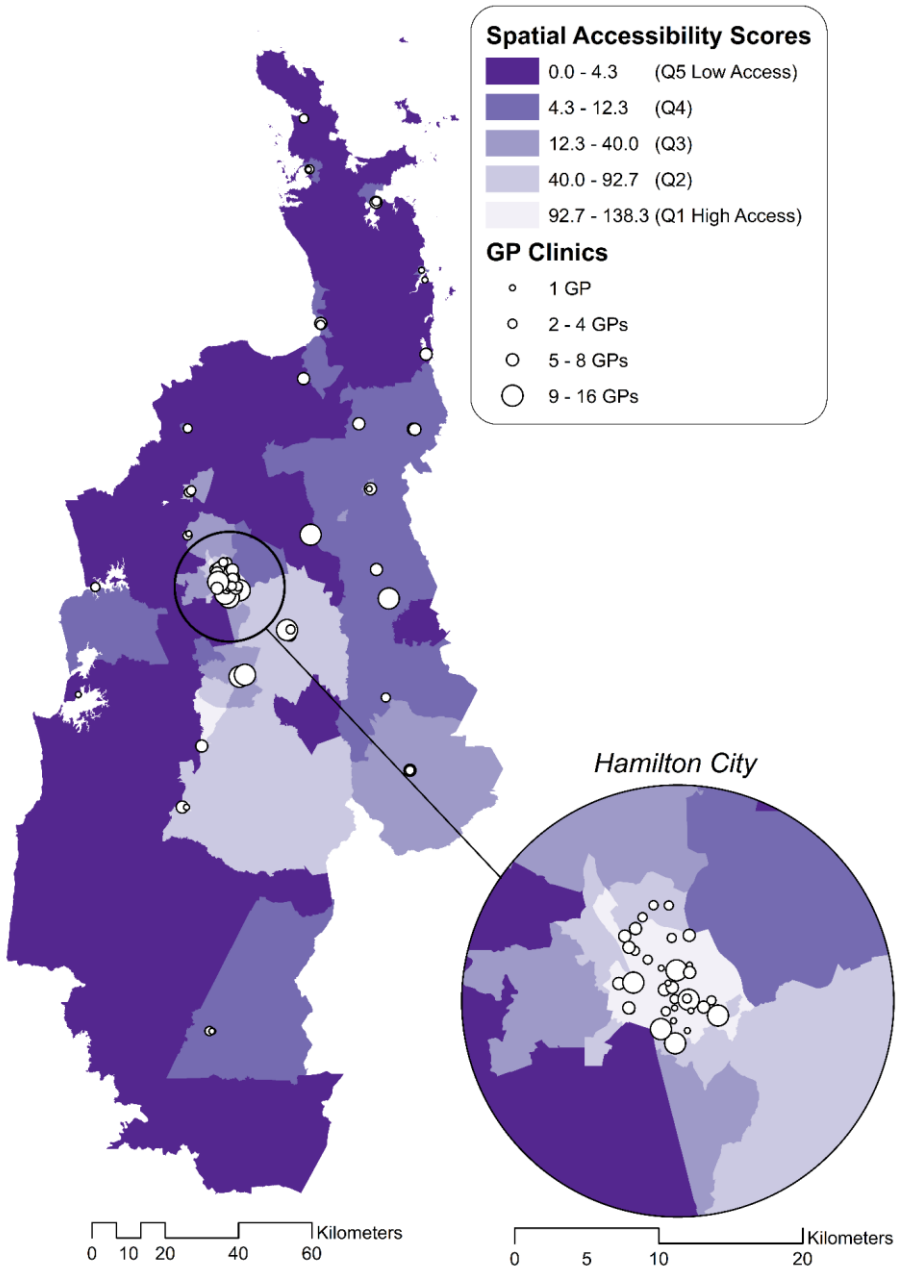 Spatial Accessibility Scores
0.0 - 4.3 (Q5 Low Access)
4.3 - 12.3 (Q4)
12.3 - 40.0 (Q3)
40.0 - 92.7 (Q2)
92.7 - 138.3 (Q1 High Access)
GP Clinics
1 GP
2 - 4 GPs
5 - 8 GPs
9 - 16 GPs
Hamilton City
Kilometers
0 10 20 40 60
Kilometers
0 5 10 20